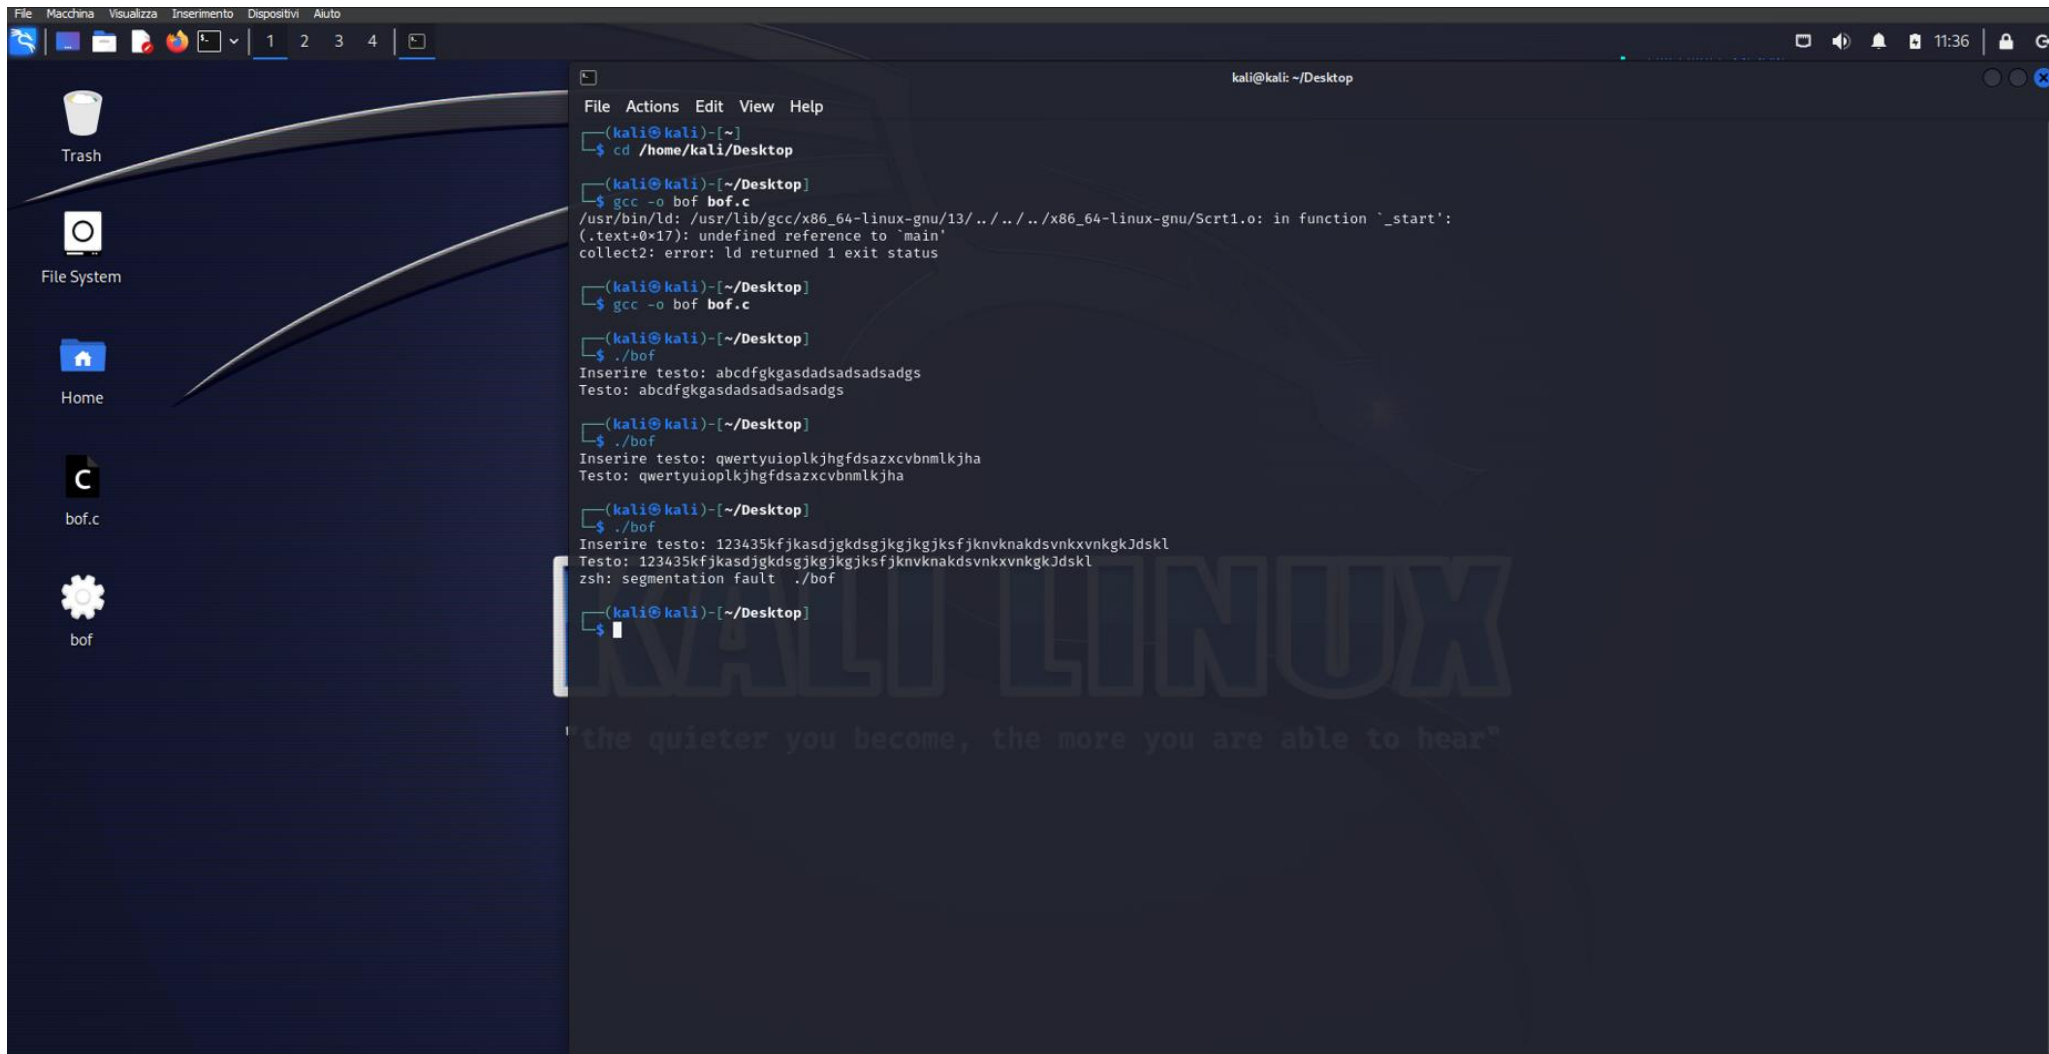 File Macchina Visualizza Inserimento Dispositivi Aiuto
1 2 3 4 11:36
kali@kali: ~/Desktop
File Actions Edit View Help
Trash
File System
Home
bof.c
bof
┌──(kali㉿kali)-[~]
└─$ cd /home/kali/Desktop
┌──(kali㉿kali)-[~/Desktop]
└─$ gcc -o bof bof.c
/usr/bin/ld: /usr/lib/gcc/x86_64-linux-gnu/13/../../../x86_64-linux-gnu/Scrt1.o: in function `_start':
(.text+0×17): undefined reference to `main'
collect2: error: ld returned 1 exit status
┌──(kali㉿kali)-[~/Desktop]
└─$ gcc -o bof bof.c
┌──(kali㉿kali)-[~/Desktop]
└─$ ./bof
Inserire testo: abcdfgkgasdadsadsadsadgs
Testo: abcdfgkgasdadsadsadsadgs
┌──(kali㉿kali)-[~/Desktop]
└─$ ./bof
Inserire testo: qwertyuioplkjhgfdsazxcvbnmlkjha
Testo: qwertyuioplkjhgfdsazxcvbnmlkjha
┌──(kali㉿kali)-[~/Desktop]
└─$ ./bof
Inserire testo: 123435kfjkasdjgkdsgjkgjkgjksfjknvknakdsvnkxvnkgkJdskl
Testo: 123435kfjkasdjgkdsgjkgjkgjksfjknvknakdsvnkxvnkgkJdskl
zsh: segmentation fault  ./bof
┌──(kali㉿kali)-[~/Desktop]
└─$
KALI LINUX
"the quieter you become, the more you are able to hear"